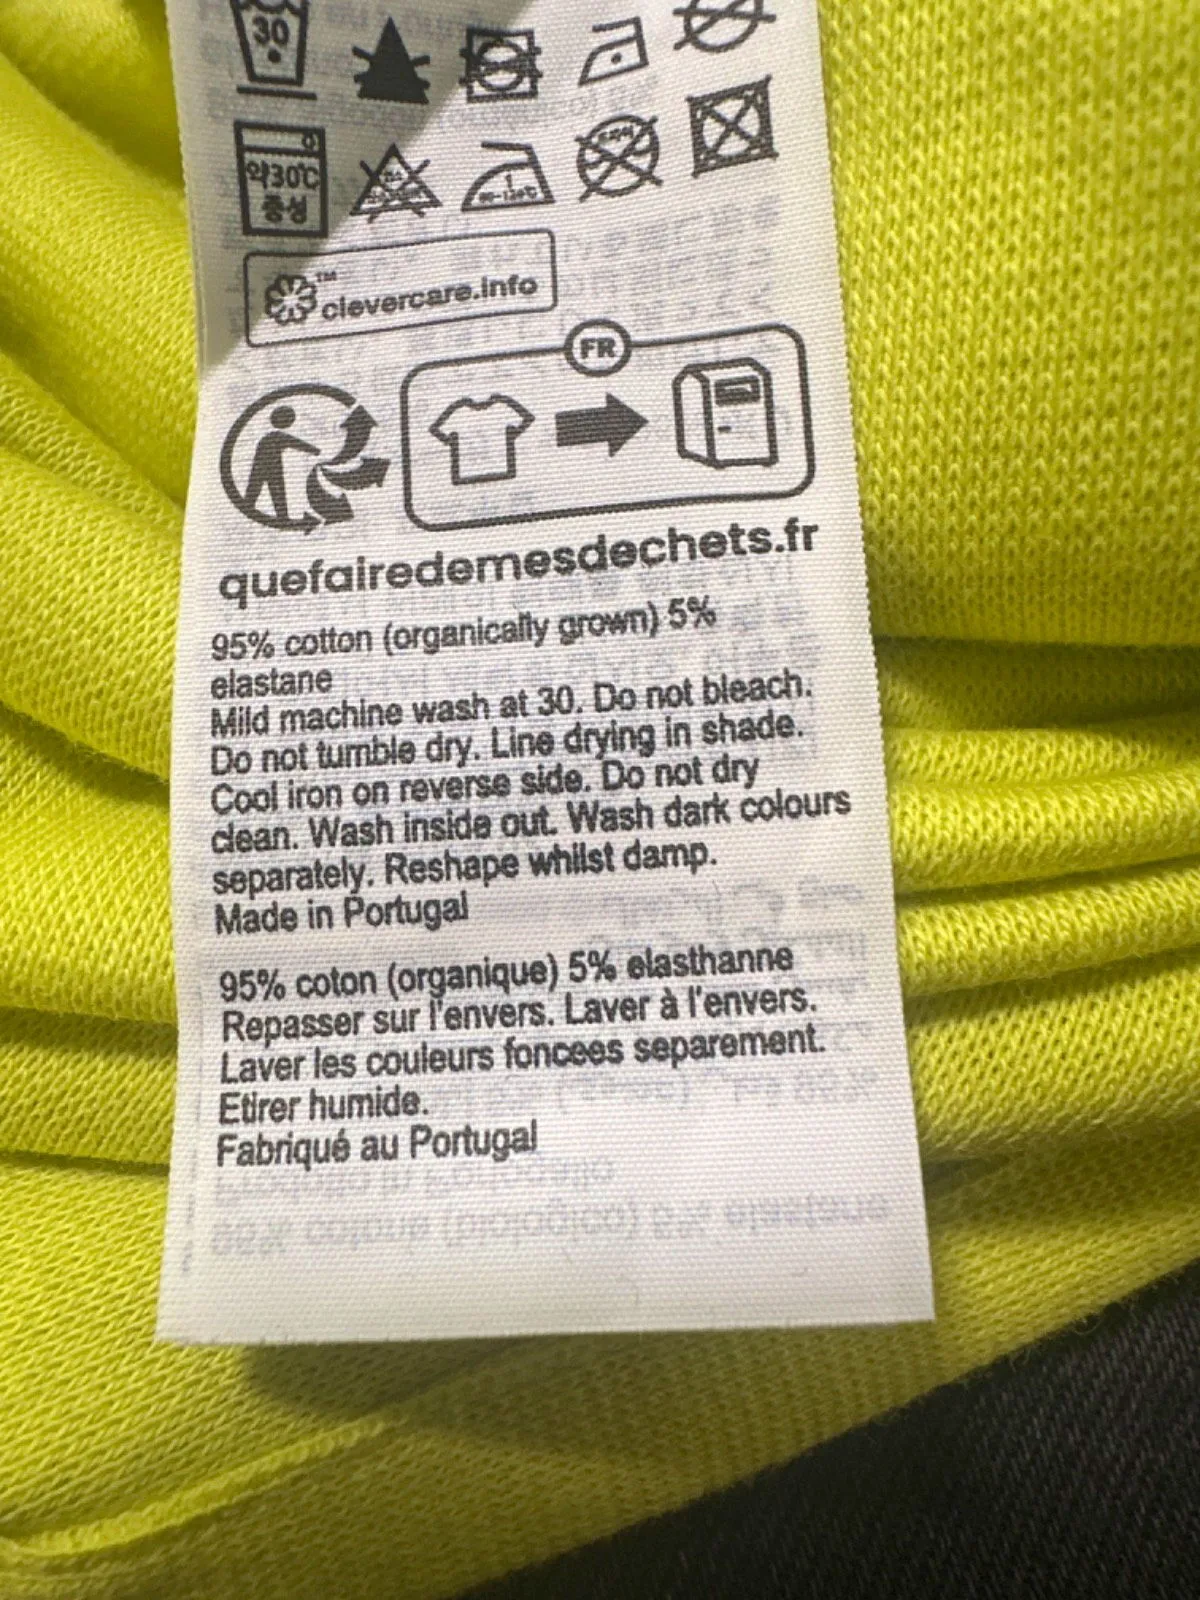 30
약30℃
중성
™
clevercare.info
FR
quefairedemesdechets.fr
95% cotton (organically grown) 5%
elastane
Mild machine wash at 30. Do not bleach.
Do not tumble dry. Line drying in shade.
Cool iron on reverse side. Do not dry
clean. Wash inside out. Wash dark colours
separately. Reshape whilst damp.
Made in Portugal
95% coton (organique) 5% elasthanne
Repasser sur l'envers. Laver à l'envers.
Laver les couleurs foncees separement.
Etirer humide.
Fabriqué au Portugal